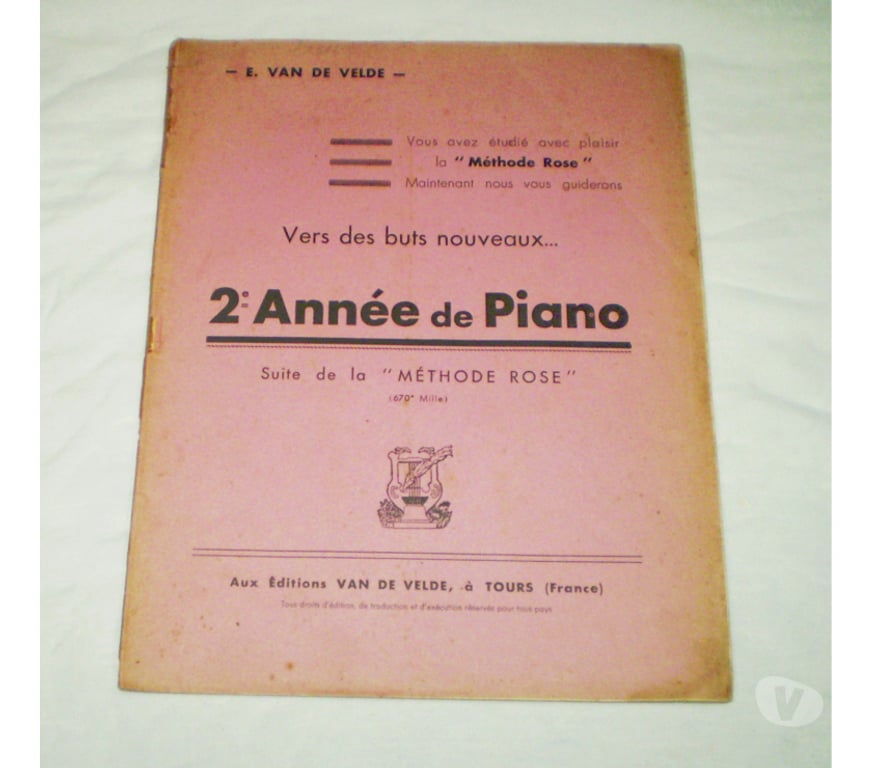 — E. VAN DE VELDE —
Vous avez étudié avec plaisir
la "Méthode Rose"
Maintenant nous vous guiderons
Vers des buts nouveaux...
2e Année de Piano
Suite de la "MÉTHODE ROSE"
(670e Mille)
Aux Éditions VAN DE VELDE, à TOURS (France)
Tous droits d'édition, de traduction et d'exécution réservés pour tous pays
V